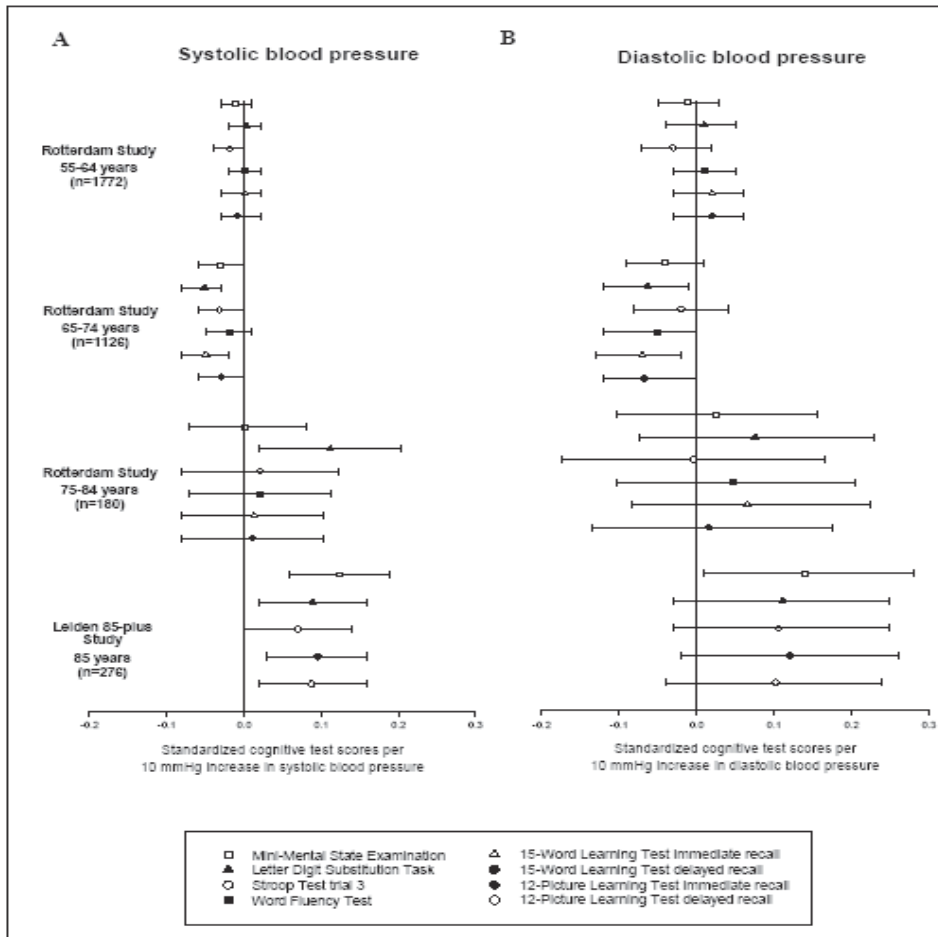 A
Systolic blood pressure
B
Diastolic blood pressure
Rotterdam Study
55-64 years
(n=1772)
Rotterdam Study
65-74 years
(n=1126)
Rotterdam Study
75-84 years
(n=180)
Leiden 85-plus
Study
85 years
(n=276)
-0.2 -0.1 0.0 0.1 0.2 0.3
Standardized cognitive test scores per
10 mmHg increase in systolic blood pressure
-0.2 -0.1 0.0 0.1 0.2 0.3
Standardized cognitive test scores per
10 mmHg increase in diastolic blood pressure
Mini-Mental State Examination
Letter Digit Substitution Task
Stroop Test trial 3
Word Fluency Test
15-Word Learning Test immediate recall
15-Word Learning Test delayed recall
12-Picture Learning Test immediate recall
12-Picture Learning Test delayed recall